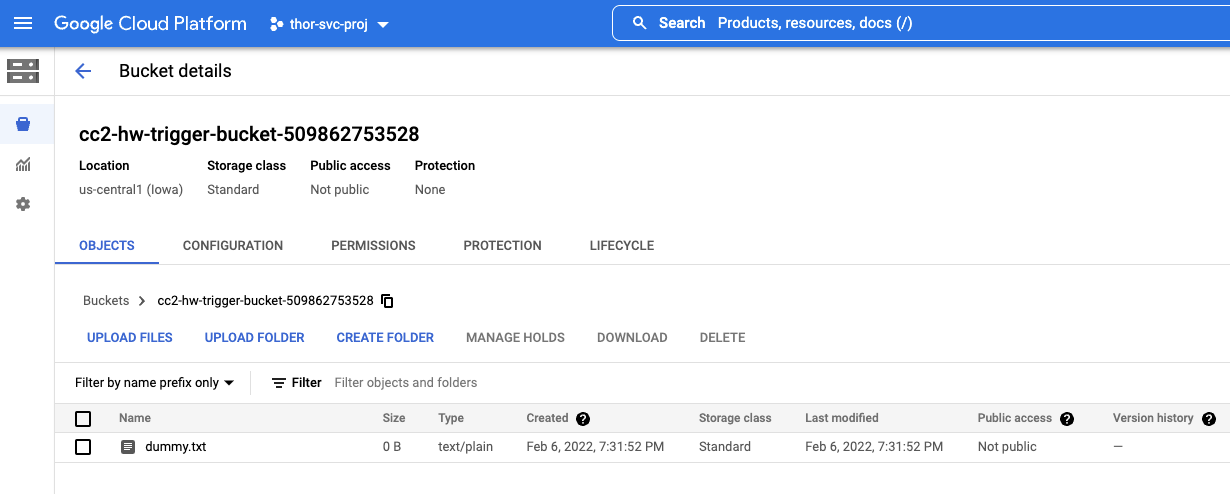 Google Cloud Platform thor-svc-proj Search Products, resources, docs (/)
Bucket details
cc2-hw-trigger-bucket-509862753528
Location Storage class Public access Protection
us-central1 (Iowa) Standard Not public None
OBJECTS CONFIGURATION PERMISSIONS PROTECTION LIFECYCLE
Buckets > cc2-hw-trigger-bucket-509862753528
UPLOAD FILES UPLOAD FOLDER CREATE FOLDER MANAGE HOLDS DOWNLOAD DELETE
Filter by name prefix only Filter Filter objects and folders
Name Size Type Created ? Storage class Last modified Public access ? Version history ?
dummy.txt 0 B text/plain Feb 6, 2022, 7:31:52 PM Standard Feb 6, 2022, 7:31:52 PM Not public —